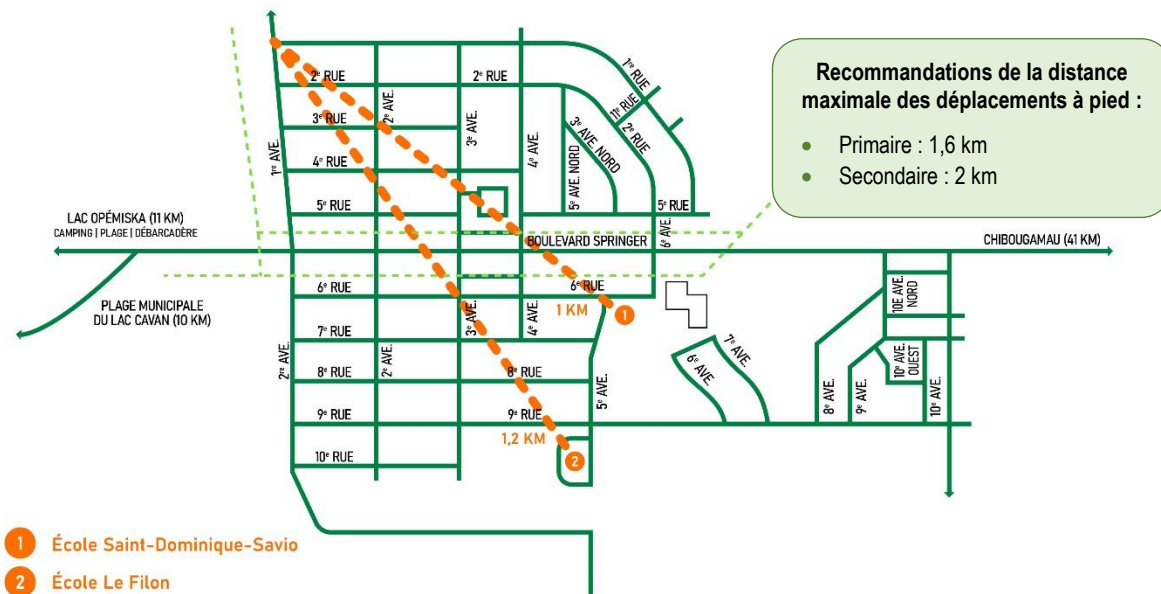 Recommandations de la distance
maximale des déplacements à pied :
• Primaire : 1,6 km
• Secondaire : 2 km
1re RUE
2e RUE
2e RUE
11e RUE
2e RUE
3e RUE
2e AVE.
3e AVE.
4e AVE.
5e AVE. NORD
3e AVE. NORD
4e RUE
1re AVE.
5e RUE
5e RUE
6e AVE.
LAC OPÉMISKA (11 KM)
CAMPING | PLAGE | DÉBARCADÈRE
BOULEVARD SPRINGER
CHIBOUGAMAU (41 KM)
PLAGE MUNICIPALE
DU LAC CAVAN (10 KM)
6e RUE
6e RUE
1 KM
1
10E AVE.
NORD
3e AVE.
4e AVE.
7e RUE
7e AVE.
6e AVE.
2re AVE.
2e AVE.
8e RUE
8e RUE
5e AVE.
10e AVE.
OUEST
8e AVE.
9e AVE.
10e AVE.
9e RUE
9e RUE
1,2 KM
2
10e RUE
1 École Saint-Dominique-Savio
2 École Le Filon